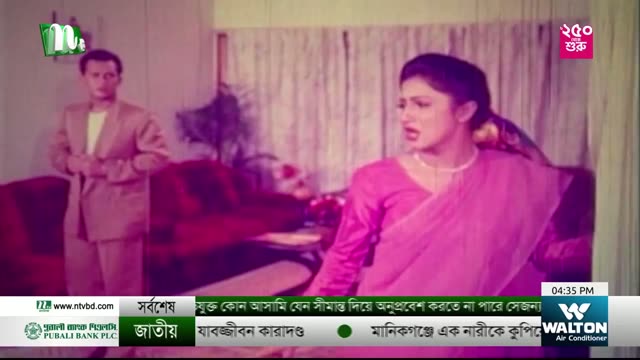 ২৫০
শুরু
04:35 PM
www.ntvbd.com
সর্বশেষ
যুক্ত কোন আসামি যেন সীমান্ত দিয়ে অনুপ্রবেশ করতে না পারে সেজন্য
পুবালী ব্যাংক পিএলসি.
PUBALI BANK PLC.
জাতীয়
যাবজ্জীবন কারাদণ্ড
মানিকগঞ্জে এক নারীকে কুপিয়ে
WALTON
Air Conditioner